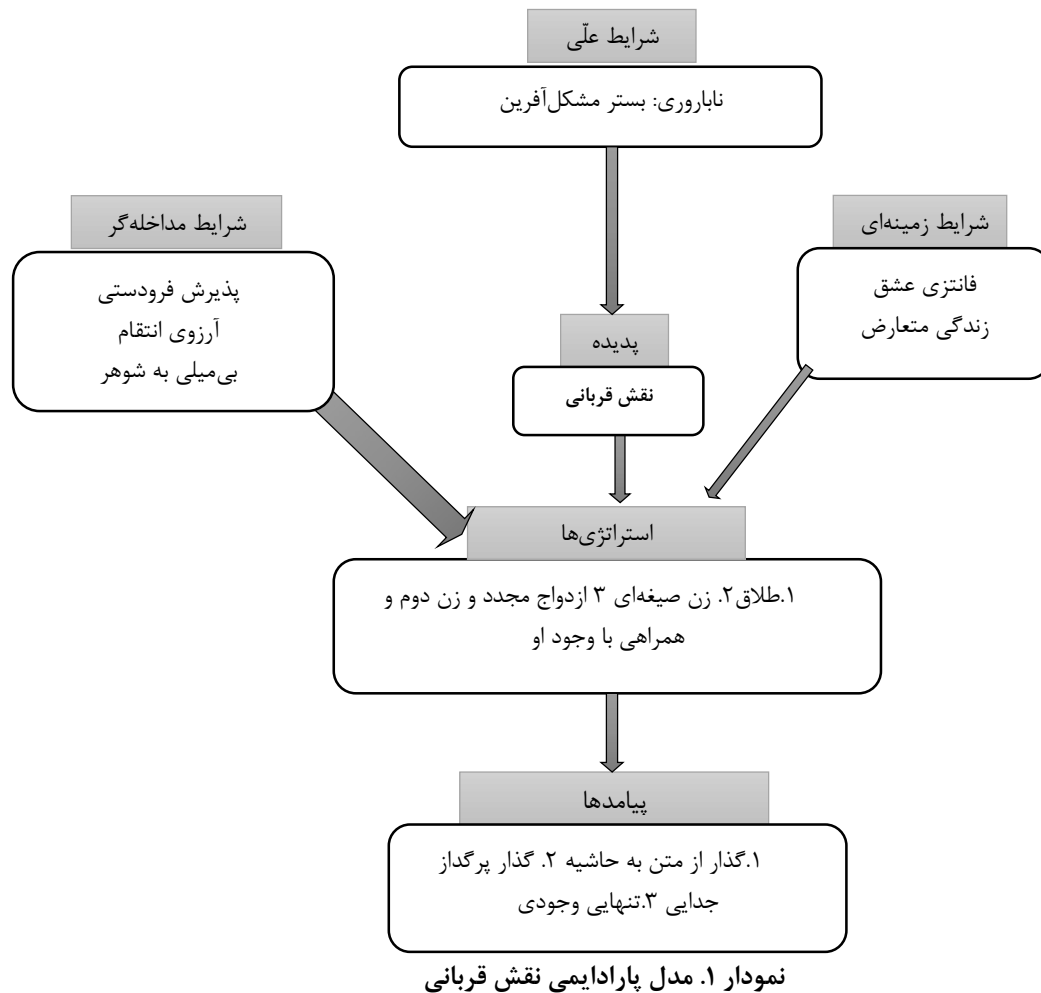 شرایط علّی
ناباروری: بستر مشکل‌آفرین
شرایط زمینه‌ای
فانتزی عشق
زندگی متعارض
شرایط مداخله‌گر
پذیرش فرودستی
آرزوی انتقام
بی‌میلی به شوهر
پدیده
نقش قربانی
استراتژی‌ها
۱.طلاق۲. زن صیغه‌ای ۳ ازدواج مجدد و زن دوم و
همراهی با وجود او
پیامدها
۱.گذار از متن به حاشیه ۲. گذار پرگداز
جدایی ۳.تنهایی وجودی
نمودار ۱. مدل پارادایمی نقش قربانی